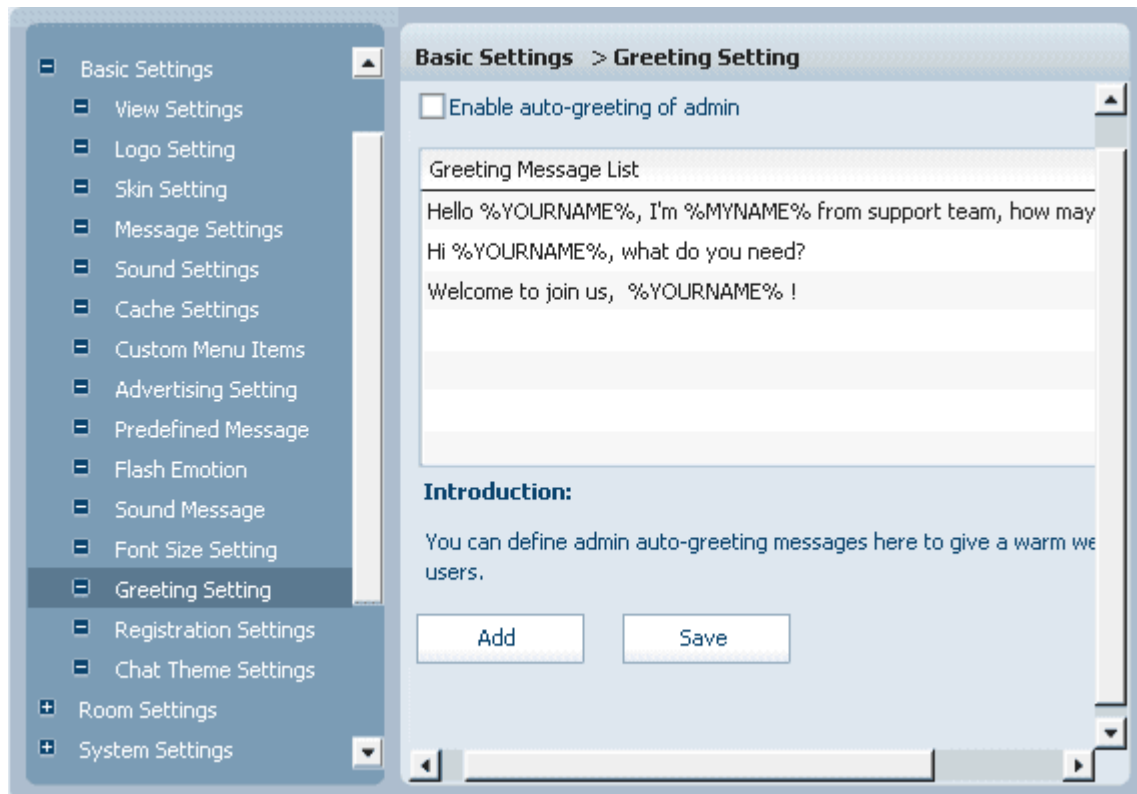 Basic Settings
View Settings
Logo Setting
Skin Setting
Message Settings
Sound Settings
Cache Settings
Custom Menu Items
Advertising Setting
Predefined Message
Flash Emotion
Sound Message
Font Size Setting
Greeting Setting
Registration Settings
Chat Theme Settings
Room Settings
System Settings
Basic Settings > Greeting Setting
Enable auto-greeting of admin
Greeting Message List
Hello %YOURNAME%, I'm %MYNAME% from support team, how may
Hi %YOURNAME%, what do you need?
Welcome to join us, %YOURNAME% !
Introduction:
You can define admin auto-greeting messages here to give a warm we
users.
Add
Save